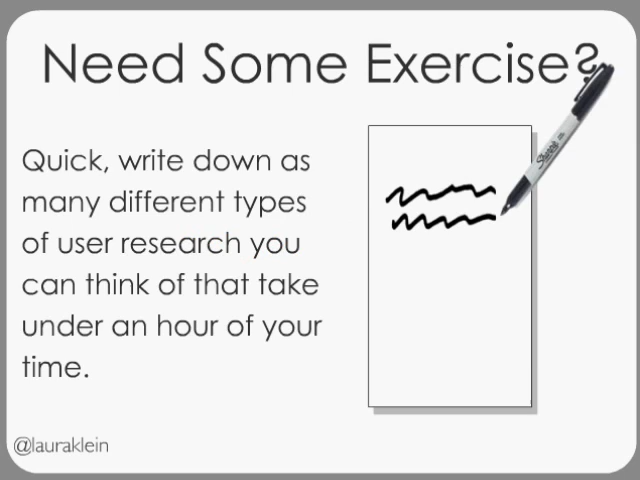 Need Some Exercise?
Quick, write down as
many different types
of user research you
can think of that take
under an hour of your
time.
Sharpie
@lauraklein